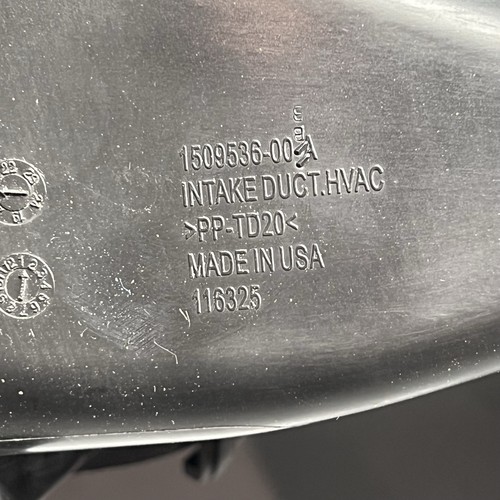 1509536-00-A
INTAKE DUCT.HVAC
>PP-TD20<
MADE IN USA
116325